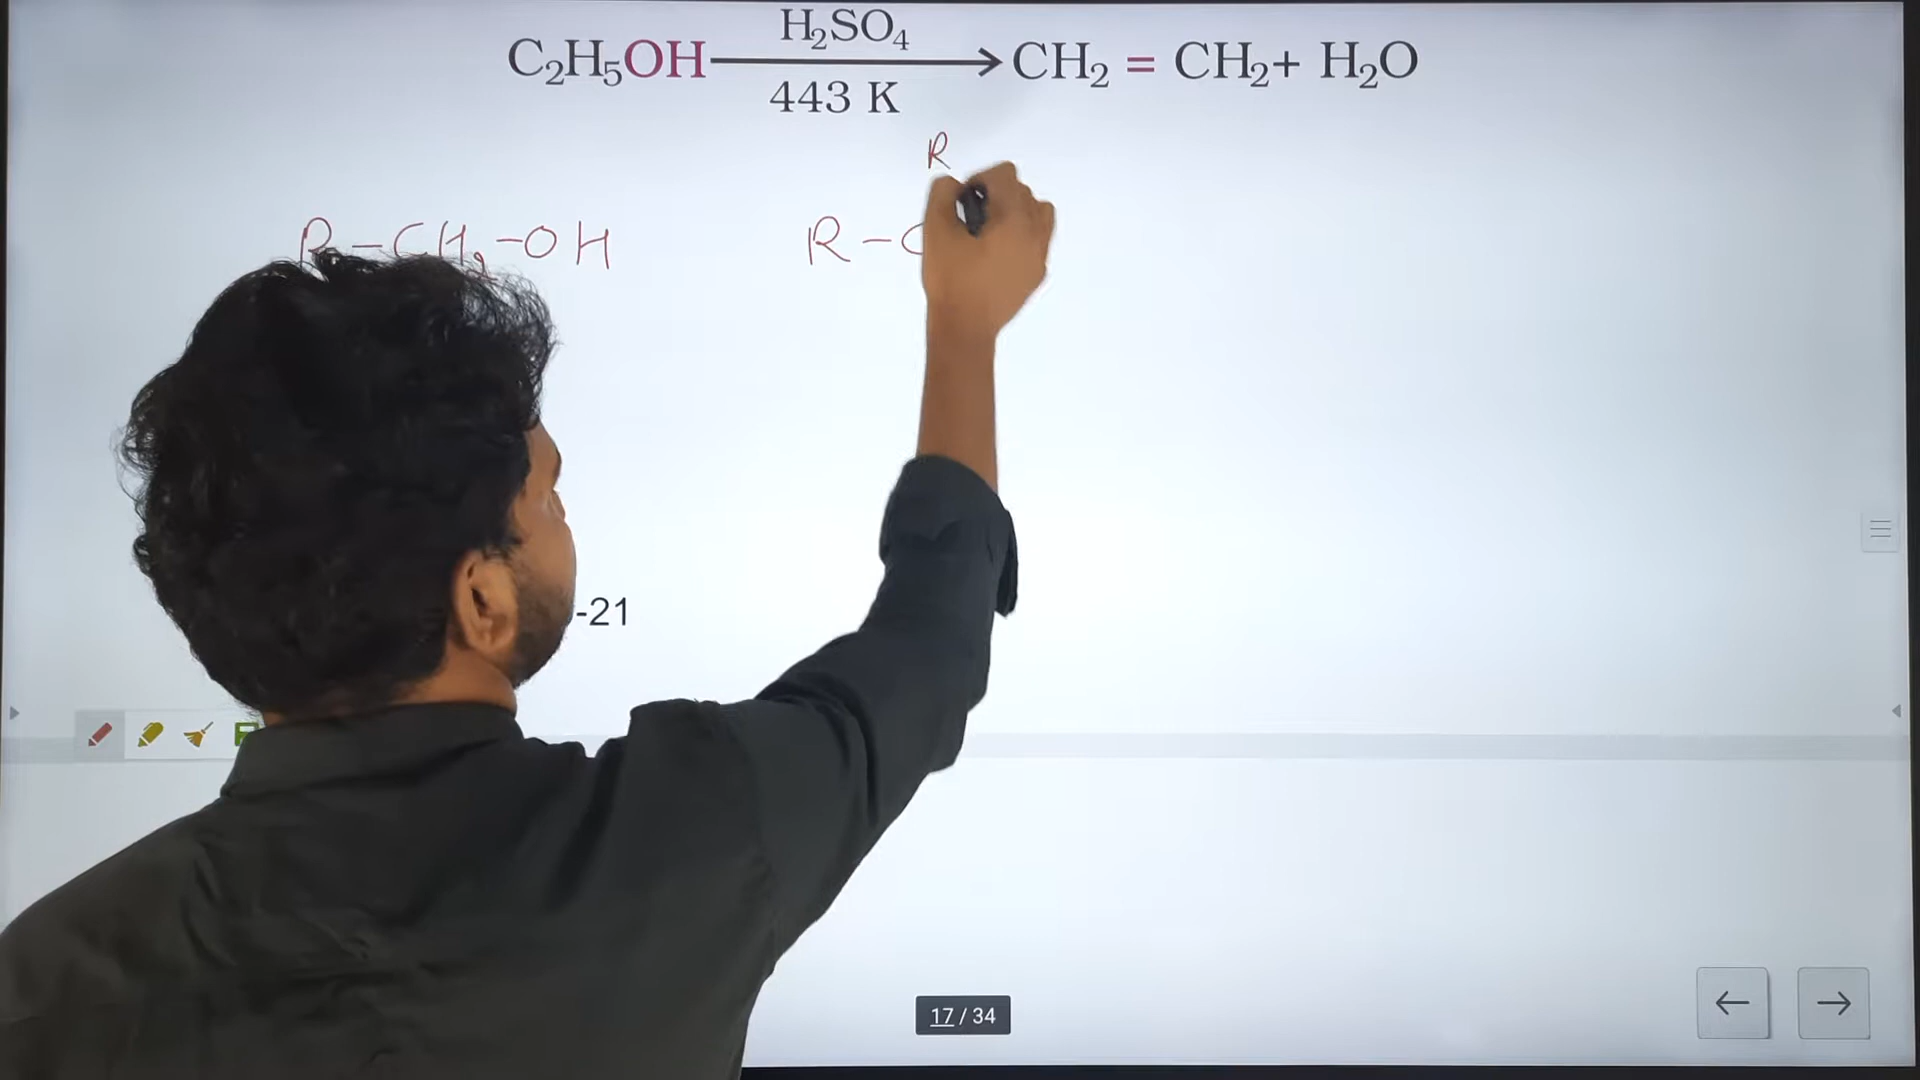 H₂SO₄
C₂H₅OH → CH₂ = CH₂ + H₂O
443 K
R
R-CH₂-OH R-C
-21
17 / 34